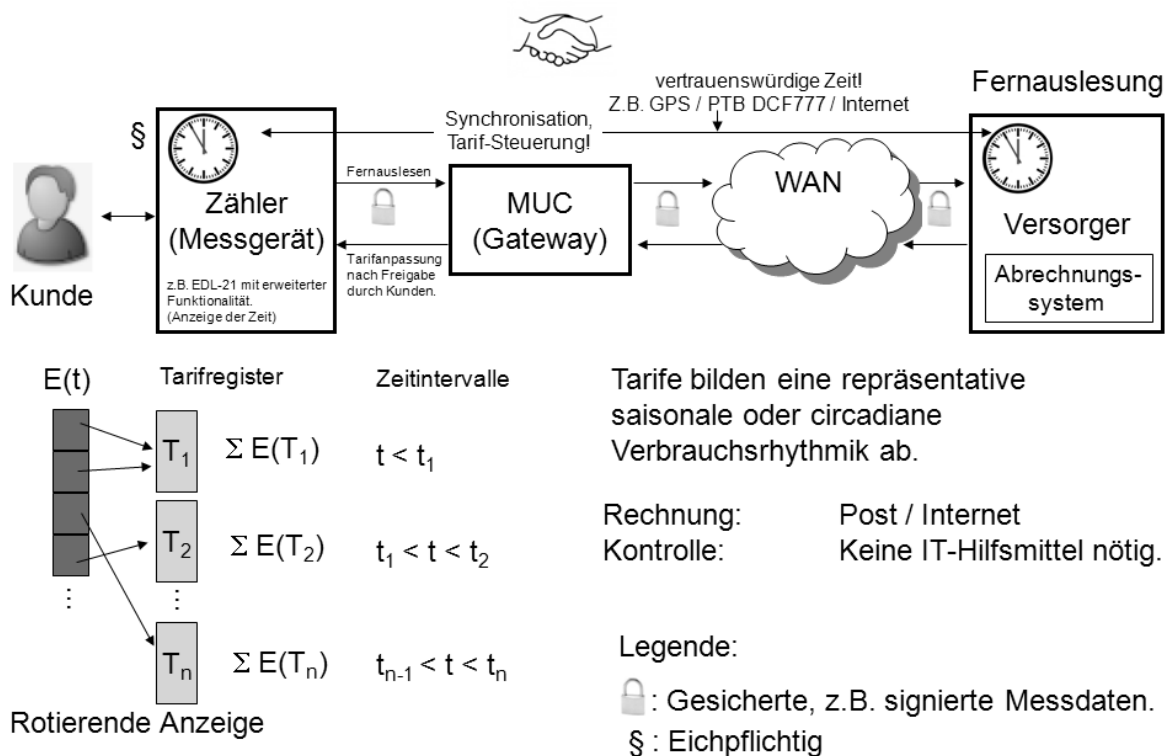 vertrauenswürdige Zeit!
Z.B. GPS / PTB DCF777 / Internet
Fernauslesung
§
Synchronisation,
Tarif-Steuerung!
Kunde
Zähler
(Messgerät)
z.B. EDL-21 mit erweiterter
Funktionalität.
(Anzeige der Zeit)
Fernauslesen
Tarifanpassung
nach Freigabe
durch Kunden.
MUC
(Gateway)
WAN
Versorger
Abrechnungs-
system
E(t)
Tarifregister
Zeitintervalle
T1 Σ E(T1) t < t1
T2 Σ E(T2) t1 < t < t2
⋮ ⋮
Tn Σ E(Tn) tn-1 < t < tn
Rotierende Anzeige
Tarife bilden eine repräsentative
saisonale oder circadiane
Verbrauchsrhythmik ab.
Rechnung: Post / Internet
Kontrolle: Keine IT-Hilfsmittel nötig.
Legende:
: Gesicherte, z.B. signierte Messdaten.
§ : Eichpflichtig